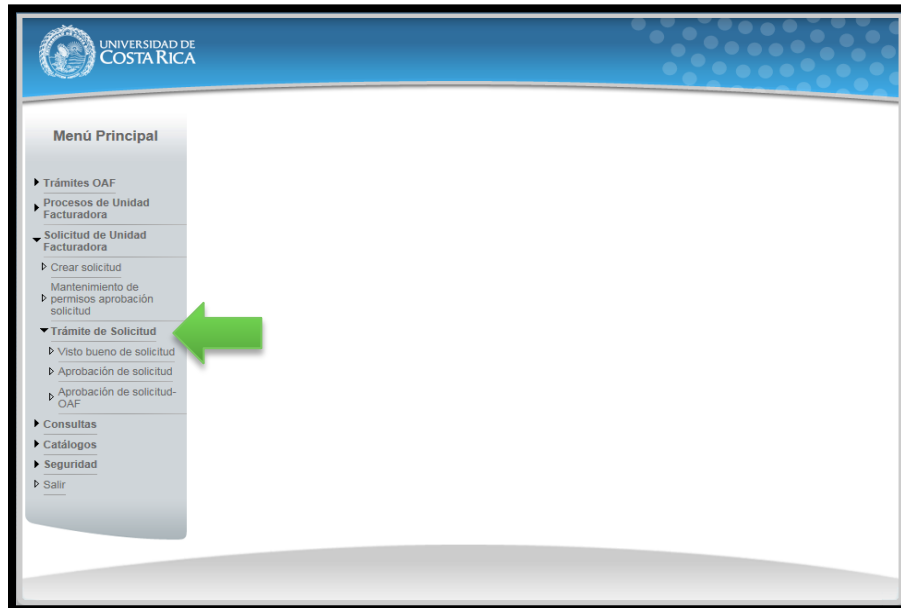 UNIVERSIDAD DE
COSTA RICA
Menú Principal
Trámites OAF
Procesos de Unidad
Facturadora
Solicitud de Unidad
Facturadora
Crear solicitud
Mantenimiento de
permisos aprobación
solicitud
Trámite de Solicitud
Visto bueno de solicitud
Aprobación de solicitud
Aprobación de solicitud-
OAF
Consultas
Catálogos
Seguridad
Salir